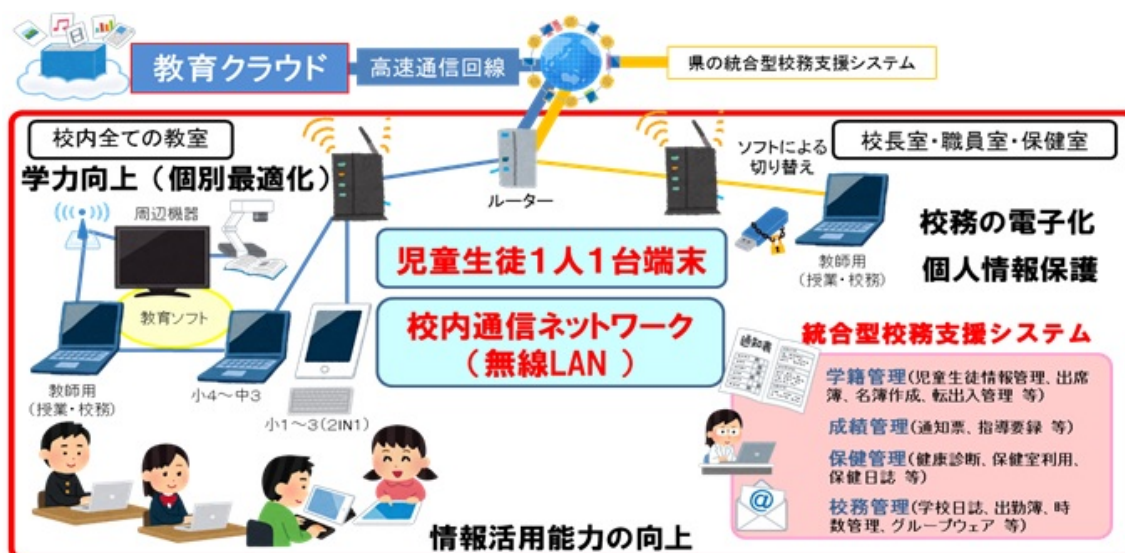 教育クラウド
高速通信回線
県の統合型校務支援システム
校内全ての教室
学力向上(個別最適化)
周辺機器
教育ソフト
教師用
(授業・校務)
小4～中3
小1～3(2IN1)
ルーター
児童生徒1人1台端末
校内通信ネットワーク
(無線LAN )
情報活用能力の向上
ソフトによる
切り替え
校長室・職員室・保健室
教師用
(授業・校務)
校務の電子化
個人情報保護
統合型校務支援システム
通知表
学籍管理(児童生徒情報管理、出席
簿、名簿作成、転出入管理 等)
成績管理(通知票、指導要録 等)
保健管理(健康診断、保健室利用、
保健日誌 等)
校務管理(学校日誌、出勤簿、時
数管理、グループウェア 等)
@